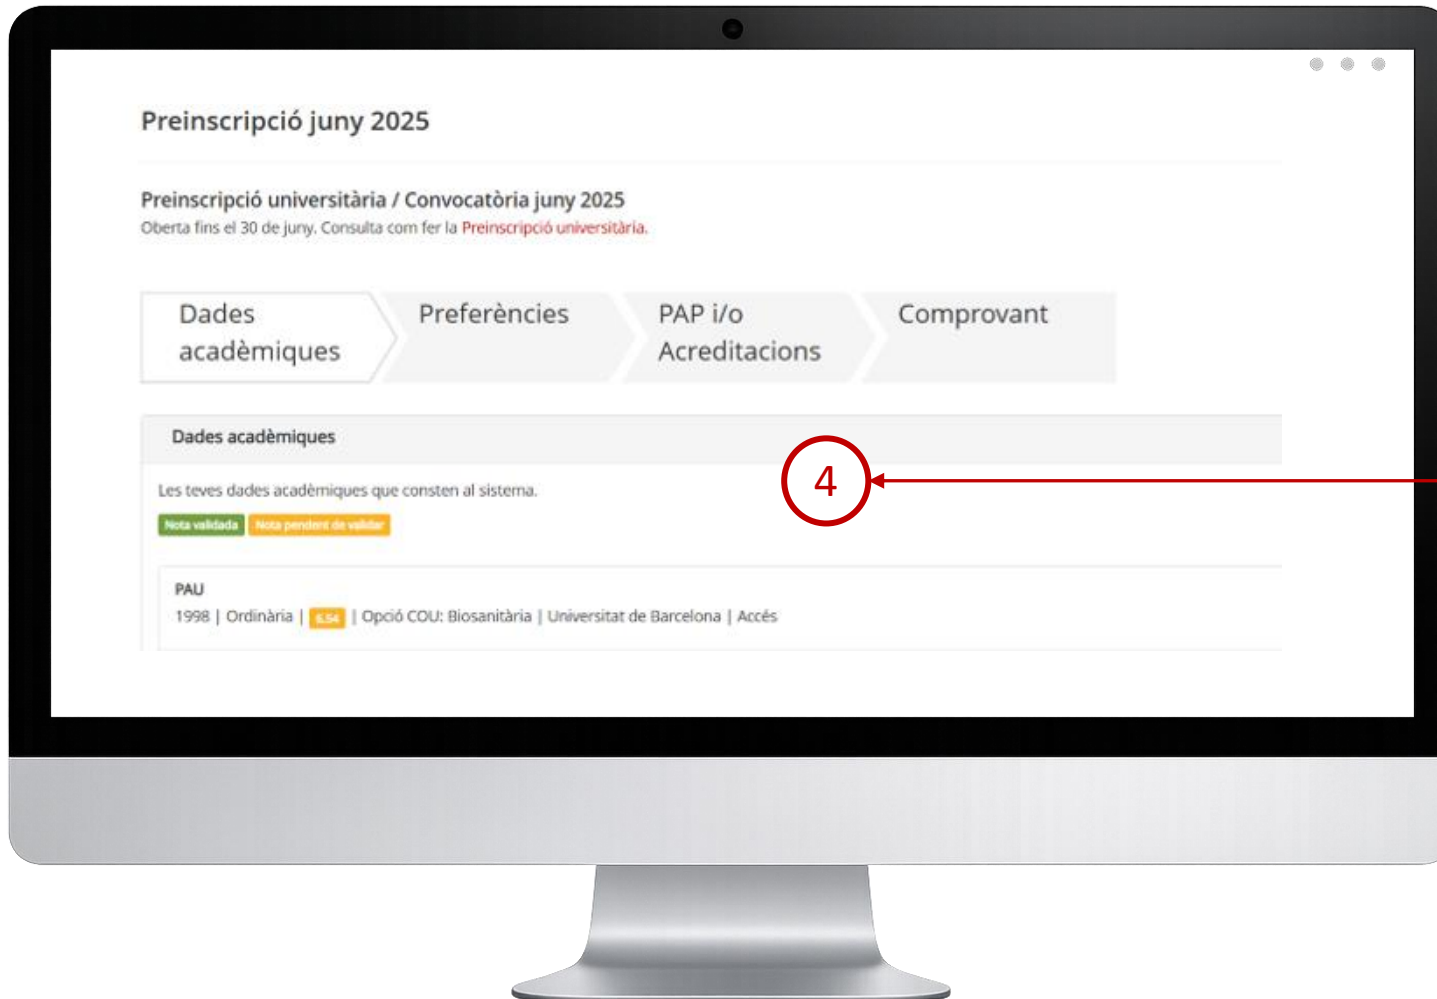 Preinscripció juny 2025
Preinscripció universitària / Convocatòria juny 2025
Oberta fins el 30 de juny. Consulta com fer la Preinscripció universitària.
Dades
acadèmiques
Preferències
PAP i/o
Acreditacions
Comprovant
Dades acadèmiques
4
Les teves dades acadèmiques que consten al sistema.
Nota validada Nota pendent de validar
PAU
1998 | Ordinària | 6.54 | Opció COU: Biosanitària | Universitat de Barcelona | Accés